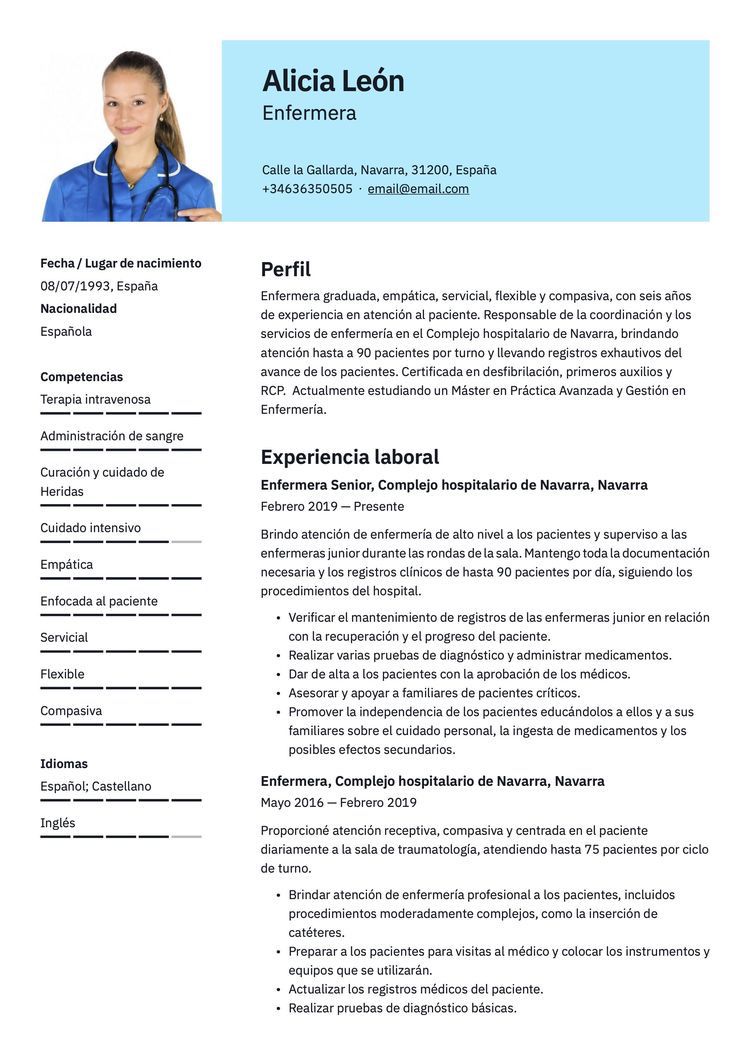 Alicia León
Enfermera
Calle la Gallarda, Navarra, 31200, España
+34636350505 · email@email.com
Fecha / Lugar de nacimiento
08/07/1993, España
Nacionalidad
Española
Competencias
Terapia intravenosa
Administración de sangre
Curación y cuidado de
Heridas
Cuidado intensivo
Empática
Enfocada al paciente
Servicial
Flexible
Compasiva
Idiomas
Español; Castellano
Inglés
Perfil
Enfermera graduada, empática, servicial, flexible y compasiva, con seis años
de experiencia en atención al paciente. Responsable de la coordinación y los
servicios de enfermería en el Complejo hospitalario de Navarra, brindando
atención hasta a 90 pacientes por turno y llevando registros exhautivos del
avance de los pacientes. Certificada en desfibrilación, primeros auxilios y
RCP.  Actualmente estudiando un Máster en Práctica Avanzada y Gestión en
Enfermería.
Experiencia laboral
Enfermera Senior, Complejo hospitalario de Navarra, Navarra
Febrero 2019 — Presente
Brindo atención de enfermería de alto nivel a los pacientes y superviso a las
enfermeras junior durante las rondas de la sala. Mantengo toda la documentación
necesaria y los registros clínicos de hasta 90 pacientes por día, siguiendo los
procedimientos del hospital.
• Verificar el mantenimiento de registros de las enfermeras junior en relación
con la recuperación y el progreso del paciente.
• Realizar varias pruebas de diagnóstico y administrar medicamentos.
• Dar de alta a los pacientes con la aprobación de los médicos.
• Asesorar y apoyar a familiares de pacientes críticos.
• Promover la independencia de los pacientes educándolos a ellos y a sus
familiares sobre el cuidado personal, la ingesta de medicamentos y los
posibles efectos secundarios.
Enfermera, Complejo hospitalario de Navarra, Navarra
Mayo 2016 — Febrero 2019
Proporcioné atención receptiva, compasiva y centrada en el paciente
diariamente a la sala de traumatología, atendiendo hasta 75 pacientes por ciclo
de turno.
• Brindar atención de enfermería profesional a los pacientes, incluidos
procedimientos moderadamente complejos, como la inserción de
catéteres.
• Preparar a los pacientes para visitas al médico y colocar los instrumentos y
equipos que se utilizarán.
• Actualizar los registros médicos del paciente.
• Realizar pruebas de diagnóstico básicas.